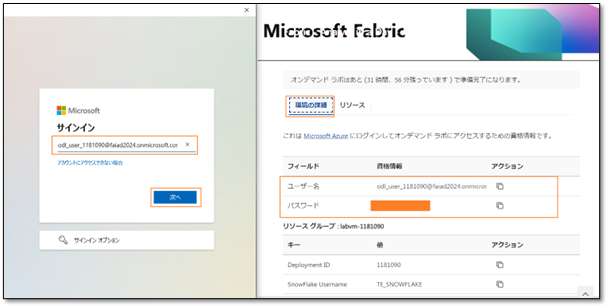 Microsoft
サインイン
odl_user_1181090@faiad2024.onmicrosoft.con
アカウントにアクセスできない場合
次へ
サインイン オプション
Microsoft Fabric
オンデマンド ラボはあと (31 時間、56 分残っています) で準備完了になります。
環境の詳細 リソース
これは Microsoft Azure にログインしてオンデマンド ラボにアクセスするための資格情報です。
フィールド 資格情報 アクション
ユーザー名 odl_user_1181090@faiad2024.onmicroso
パスワード
リソース グループ : labvm-1181090
キー 値 アクション
Deployment ID 1181090
SnowFlake Username TE_SNOWFLAKE